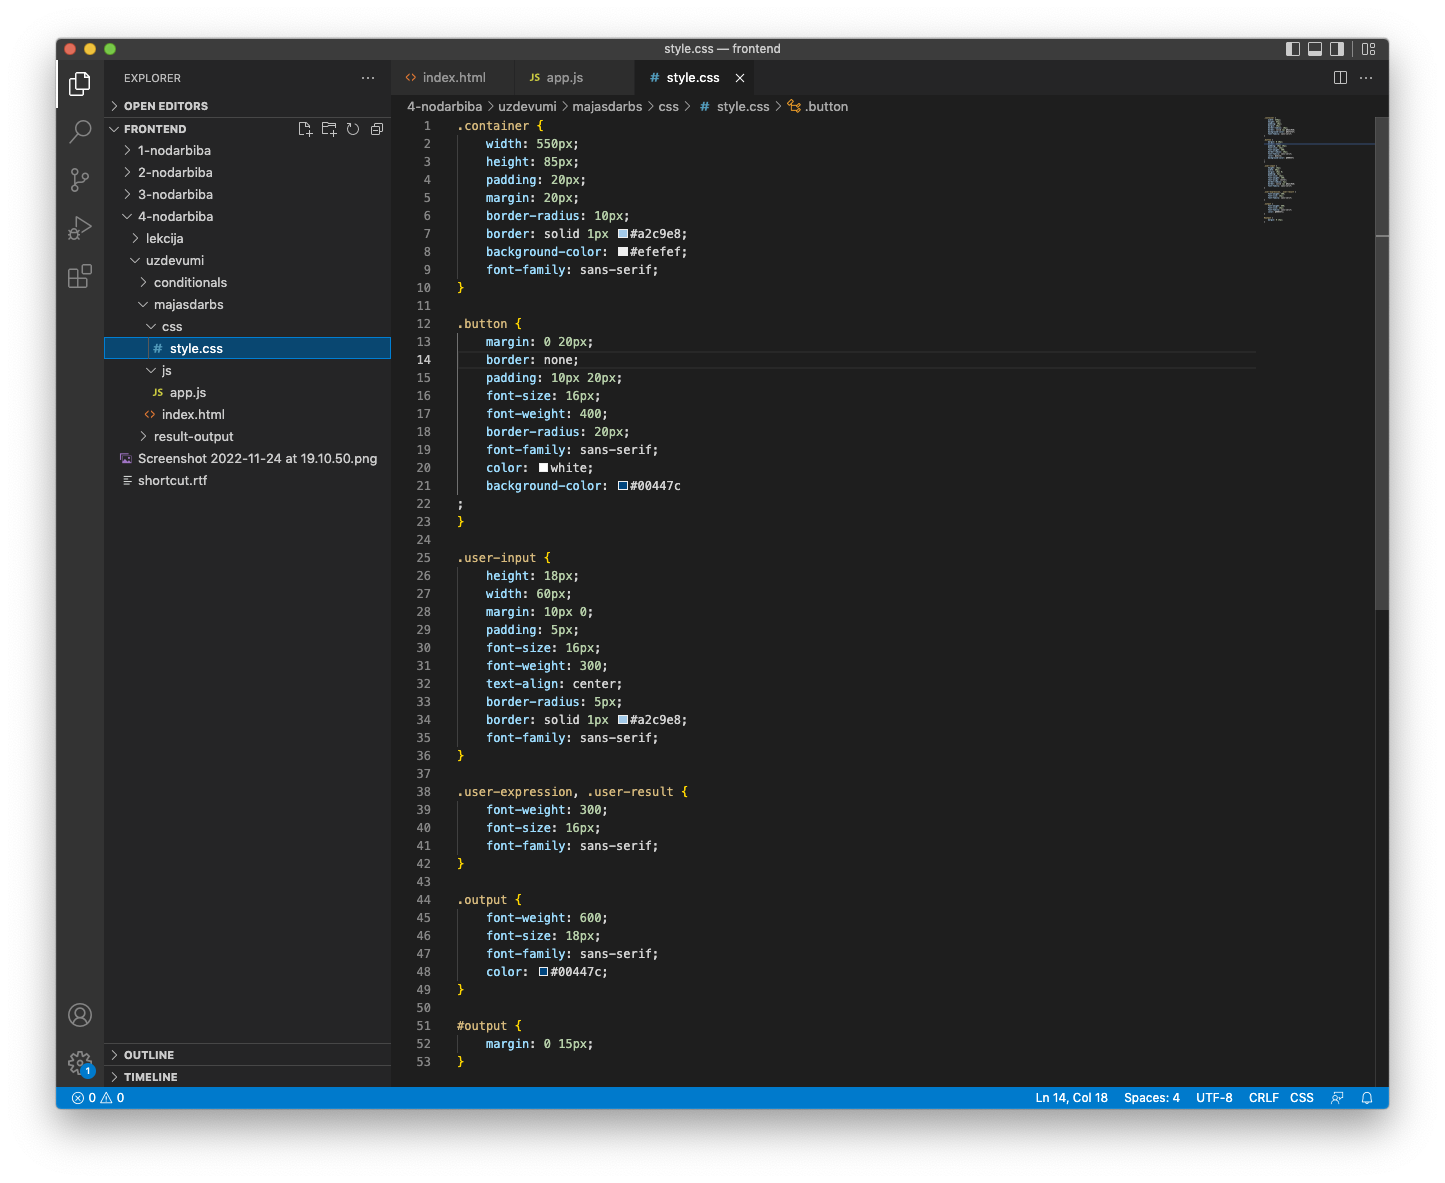 style.css — frontend
EXPLORER
OPEN EDITORS
FRONTEND
1-nodarbiba
2-nodarbiba
3-nodarbiba
4-nodarbiba
lekcija
uzdevumi
conditionals
majasdarbs
css
# style.css
js
JS app.js
<> index.html
result-output
Screenshot 2022-11-24 at 19.10.50.png
shortcut.rtf
OUTLINE
TIMELINE
<> index.html
JS app.js
# style.css
4-nodarbiba > uzdevumi > majasdarbs > css > # style.css > .button
1 .container {
2 width: 550px;
3 height: 85px;
4 padding: 20px;
5 margin: 20px;
6 border-radius: 10px;
7 border: solid 1px #a2c9e8;
8 background-color: #efefef;
9 font-family: sans-serif;
10 }
11
12 .button {
13 margin: 0 20px;
14 border: none;
15 padding: 10px 20px;
16 font-size: 16px;
17 font-weight: 400;
18 border-radius: 20px;
19 font-family: sans-serif;
20 color: white;
21 background-color: #00447c
22 ;
23 }
24
25 .user-input {
26 height: 18px;
27 width: 60px;
28 margin: 10px 0;
29 padding: 5px;
30 font-size: 16px;
31 font-weight: 300;
32 text-align: center;
33 border-radius: 5px;
34 border: solid 1px #a2c9e8;
35 font-family: sans-serif;
36 }
37
38 .user-expression, .user-result {
39 font-weight: 300;
40 font-size: 16px;
41 font-family: sans-serif;
42 }
43
44 .output {
45 font-weight: 600;
46 font-size: 18px;
47 font-family: sans-serif;
48 color: #00447c;
49 }
50
51 #output {
52 margin: 0 15px;
53 }
1
0 0
Ln 14, Col 18 Spaces: 4 UTF-8 CRLF CSS